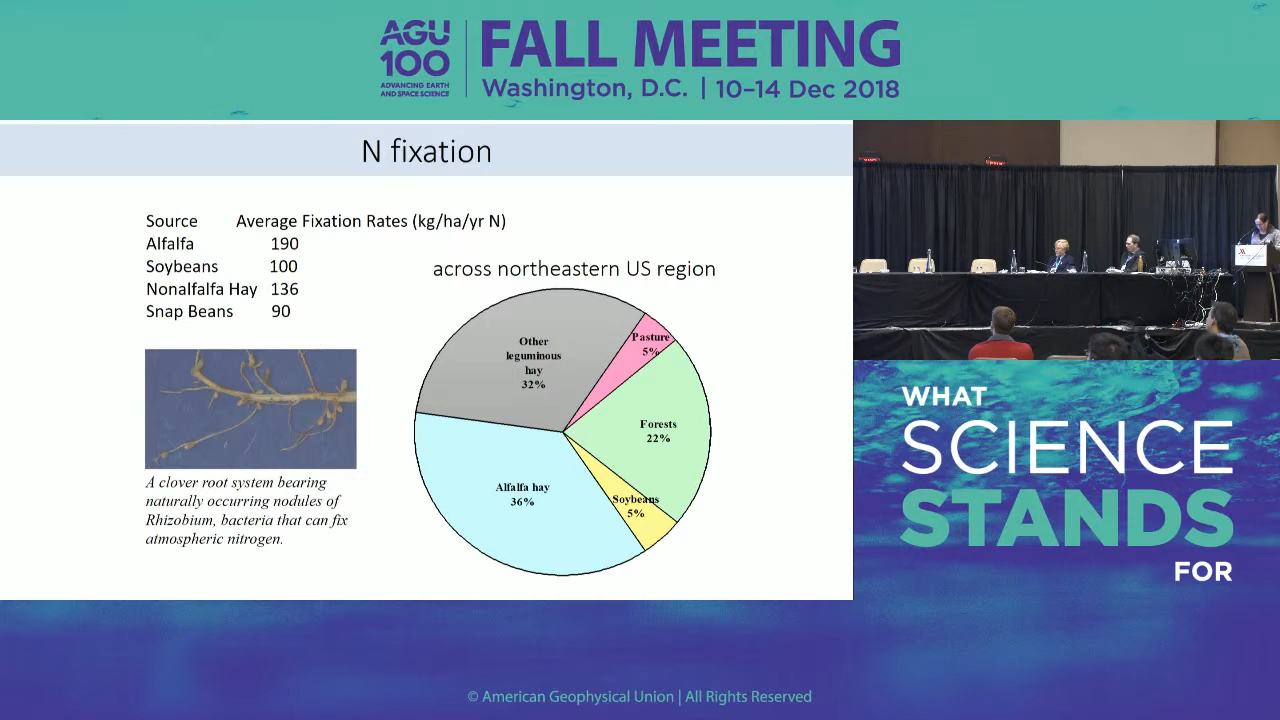 AGU
100
ADVANCING EARTH
AND SPACE SCIENCE
FALL MEETING
Washington, D.C. | 10–14 Dec 2018
N fixation
Source Average Fixation Rates (kg/ha/yr N)
Alfalfa 190
Soybeans 100
Nonalfalfa Hay 136
Snap Beans 90
across northeastern US region
Other
leguminous
hay
32%
Pasture
5%
Forests
22%
Soybeans
5%
Alfalfa hay
36%
A clover root system bearing
naturally occurring nodules of
Rhizobium, bacteria that can fix
atmospheric nitrogen.
WHAT
SCIENCE
STANDS
FOR
© American Geophysical Union | All Rights Reserved